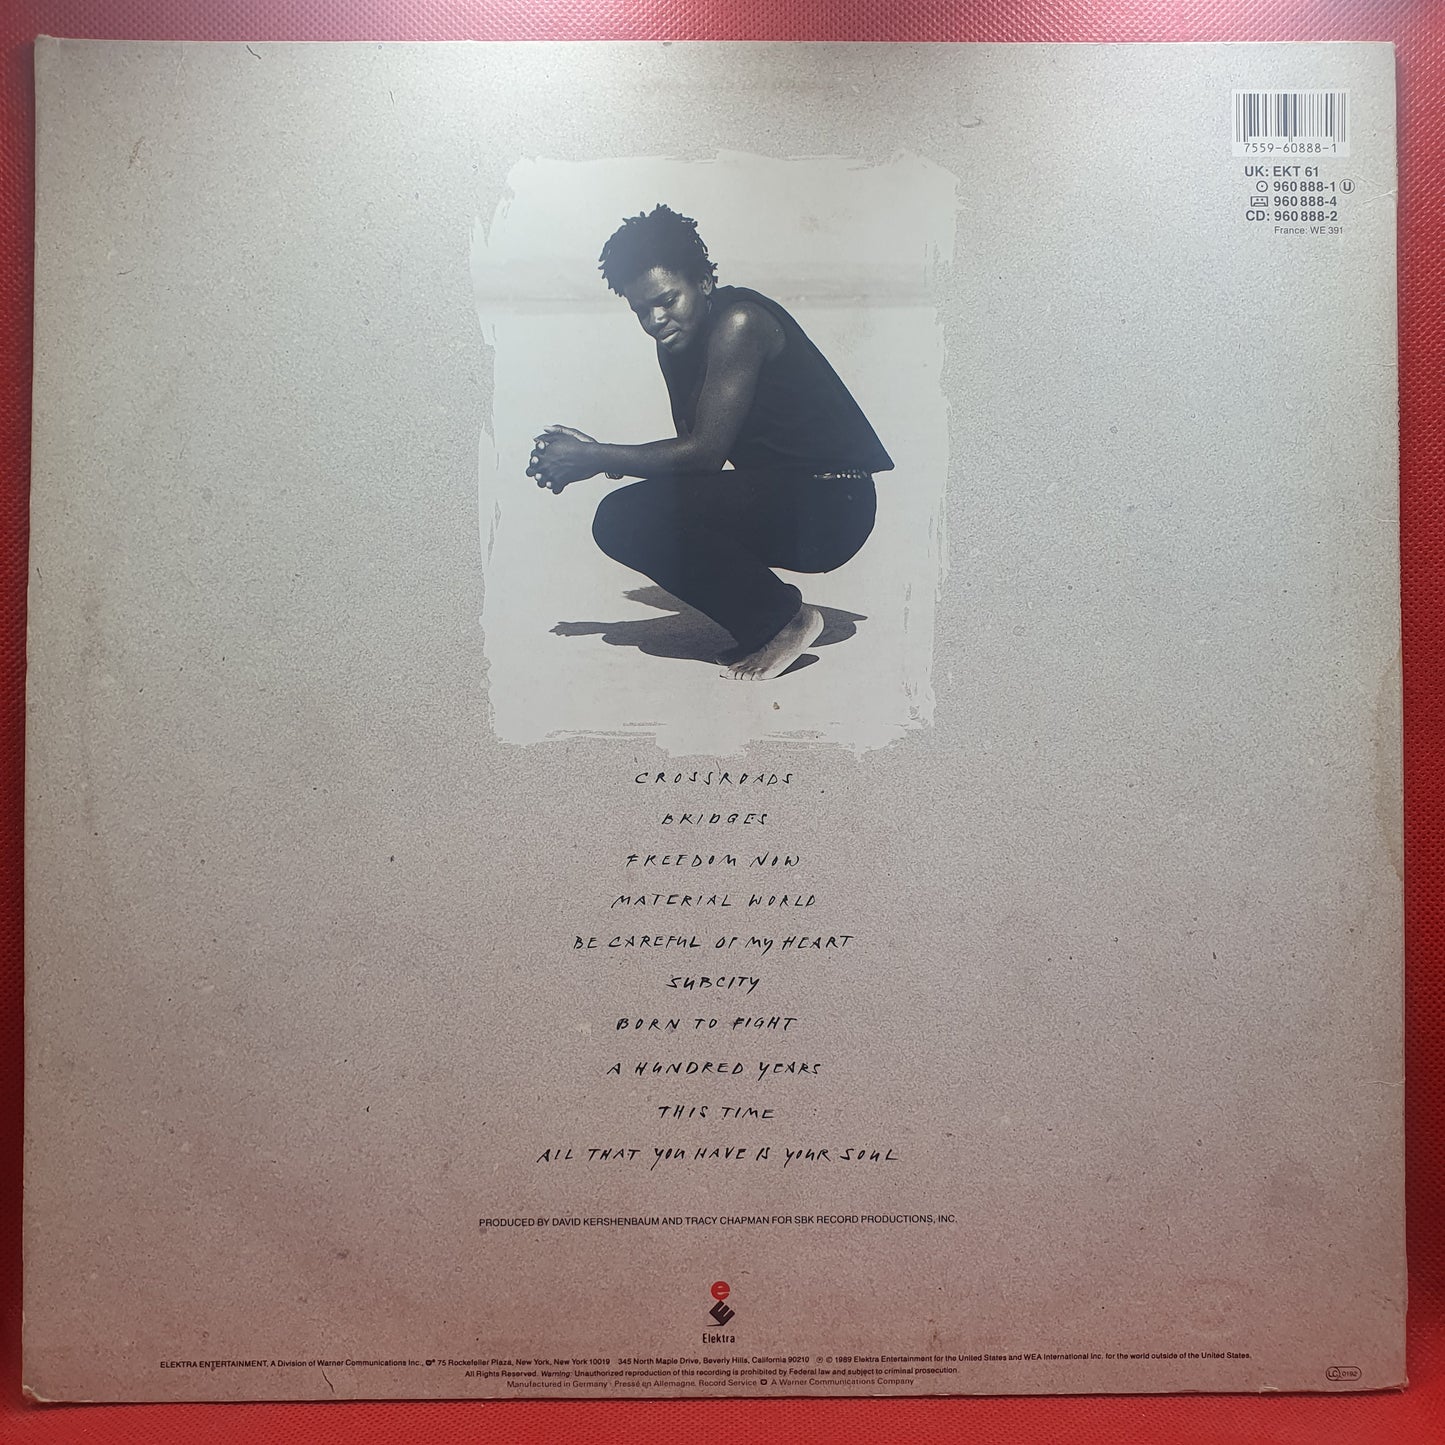 7559-60888-1
UK: EKT 61
960 888-1 U
960 888-4
CD: 960 888-2
France: WE 391
CROSSROADS
BRIDGES
FREEDOM NOW
MATERIAL WORLD
BE CAREFUL OF MY HEART
SUBCITY
BORN TO FIGHT
A HUNDRED YEARS
THIS TIME
ALL THAT YOU HAVE IS YOUR SOUL
PRODUCED BY DAVID KERSHENBAUM AND TRACY CHAPMAN FOR SBK RECORD PRODUCTIONS, INC.
e
E
Elektra
ELEKTRA ENTERTAINMENT, A Division of Warner Communications Inc., 75 Rockefeller Plaza, New York, New York 10019 345 North Maple Drive, Beverly Hills, California 90210 ℗ © 1989 Elektra Entertainment for the United States and WEA International Inc. for the world outside of the United States.
All Rights Reserved. Warning: Unauthorized reproduction of this recording is prohibited by Federal law and subject to criminal prosecution.
Manufactured in Germany · Pressé en Allemagne. Record Service A Warner Communications Company
LC 0192